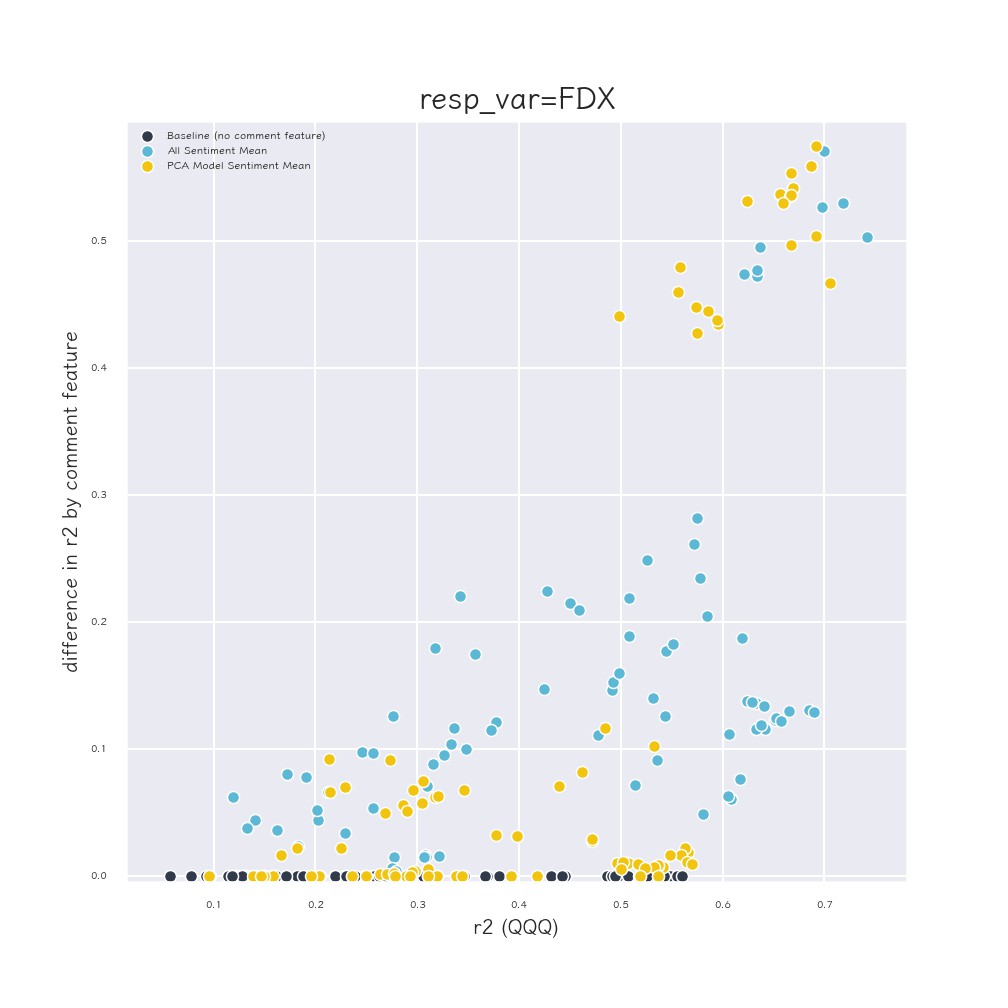 resp_var=FDX
Baseline (no comment feature)
All Sentiment Mean
PCA Model Sentiment Mean
difference in r2 by comment feature
0.5
0.4
0.3
0.2
0.1
0.0
0.1 0.2 0.3 0.4 0.5 0.6 0.7
r2 (QQQ)